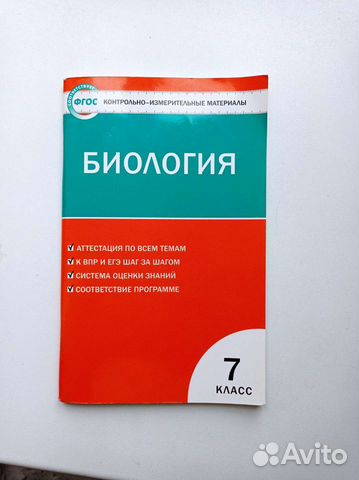 СООТВЕТСТВУЕТ
ФГОС
КОНТРОЛЬНО-ИЗМЕРИТЕЛЬНЫЕ МАТЕРИАЛЫ
БИОЛОГИЯ
АТТЕСТАЦИЯ ПО ВСЕМ ТЕМАМ
К ВПР И ЕГЭ ШАГ ЗА ШАГОМ
СИСТЕМА ОЦЕНКИ ЗНАНИЙ
СООТВЕТСТВИЕ ПРОГРАММЕ
7
КЛАСС
Avito